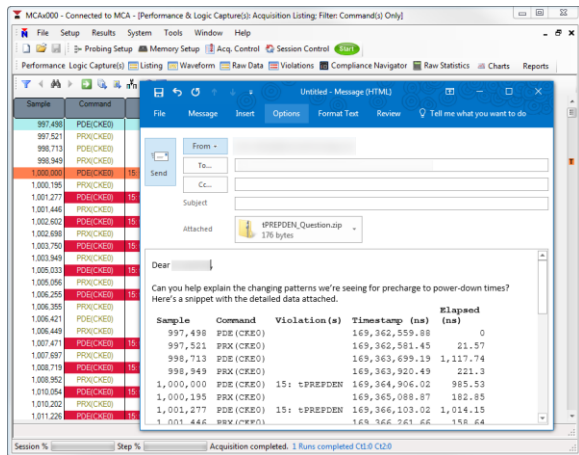 MCAx000 - Connected to MCA - [Performance & Logic Capture(s): Acquisition Listing; Filter: Command(s) Only]
File Setup Results System Tools Window Help
Probing Setup Memory Setup Acq. Control Session Control Start
Performance Logic Capture(s) Listing Waveform Raw Data Violations Compliance Navigator Raw Statistics Charts Reports
Sample Command
997,498 PDE(CKE0)
997,521 PRX(CKE0)
998,713 PDE(CKE0)
998,949 PRX(CKE0)
1,000,000 PDE(CKE0) 15:
1,000,195 PRX(CKE0)
1,001,277 PDE(CKE0) 15:
1,001,446 PRX(CKE0)
1,002,602 PDE(CKE0) 15:
1,002,698 PRX(CKE0)
1,003,750 PDE(CKE0) 15:
1,003,949 PRX(CKE0)
1,005,033 PDE(CKE0) 15:
1,005,056 PRX(CKE0)
1,006,255 PDE(CKE0) 15:
1,006,355 PRX(CKE0)
1,006,421 PDE(CKE0)
1,006,449 PRX(CKE0)
1,007,471 PDE(CKE0) 15:
1,007,697 PRX(CKE0)
1,008,719 PDE(CKE0) 15:
1,008,952 PRX(CKE0)
1,010,054 PDE(CKE0) 15:
1,010,202 PRX(CKE0)
1,011,226 PDE(CKE0) 15:
Untitled - Message (HTML)
File Message Insert Options Format Text Review Tell me what you want to do
Send
From
To...
Cc...
Subject
Attached tPREPDEN_Question.zip
176 bytes
Dear ,
Can you help explain the changing patterns we're seeing for precharge to power-down times?
Here's a snippet with the detailed data attached.
Elapsed
Sample Command Violation(s) Timestamp (ns) (ns)
997,498 PDE(CKE0) 169,362,559.88 0
997,521 PRX(CKE0) 169,362,581.45 21.57
998,713 PDE(CKE0) 169,363,699.19 1,117.74
998,949 PRX(CKE0) 169,363,920.49 221.3
1,000,000 PDE(CKE0) 15: tPREPDEN 169,364,906.02 985.53
1,000,195 PRX(CKE0) 169,365,088.87 182.85
1,001,277 PDE(CKE0) 15: tPREPDEN 169,366,103.02 1,014.15
1,001,446 PRX(CKE0) 169,366,261.66 158.64
Session % Step % Acquisition completed. 1 Runs completed Ctl:0 Ct2:0